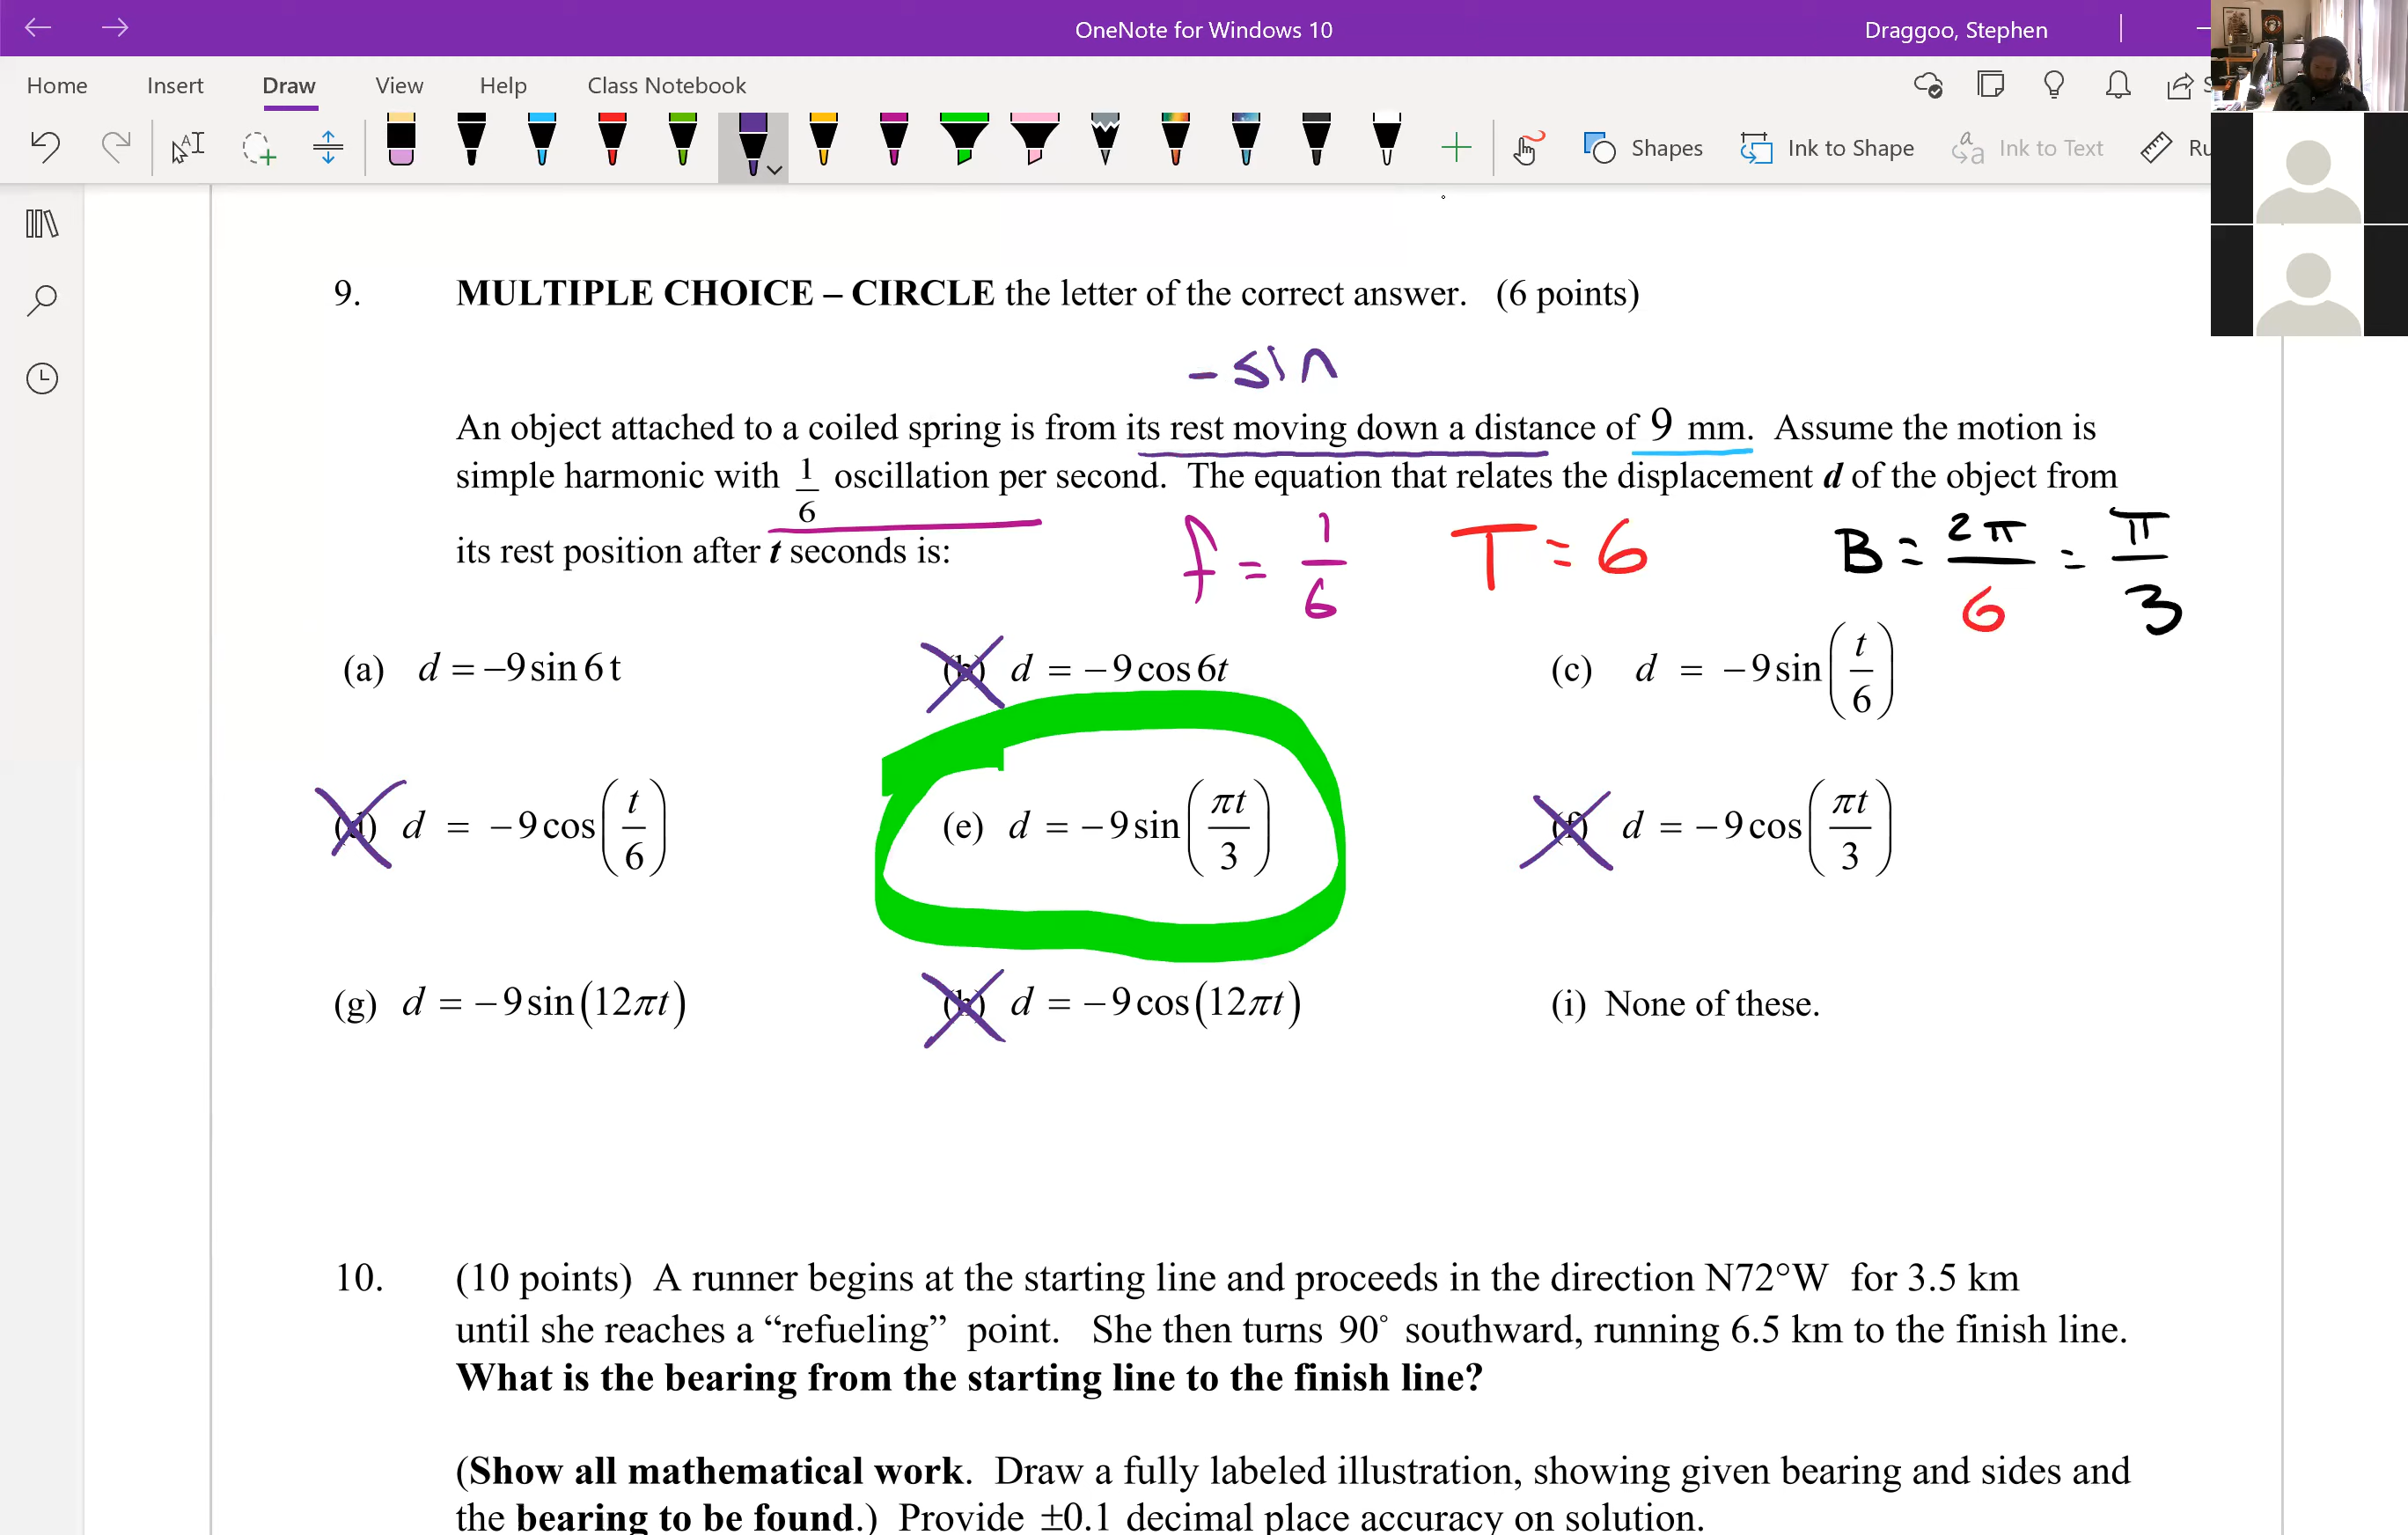 OneNote for Windows 10
Draggoo, Stephen
Home Insert Draw View Help Class Notebook
Shapes Ink to Shape Ink to Text Ru
9. MULTIPLE CHOICE – CIRCLE the letter of the correct answer. (6 points)
- sin
An object attached to a coiled spring is from its rest moving down a distance of 9 mm. Assume the motion is
simple harmonic with 1/6 oscillation per second. The equation that relates the displacement d of the object from
its rest position after t seconds is:
f = 1/6 T = 6 B = 2π/6 = π/3
(a) d = −9 sin 6t (b) d = −9 cos 6t (c) d = −9 sin(t/6)
(d) d = −9 cos(t/6) (e) d = −9 sin(πt/3) (f) d = −9 cos(πt/3)
(g) d = −9 sin(12πt) (h) d = −9 cos(12πt) (i) None of these.
10. (10 points) A runner begins at the starting line and proceeds in the direction N72°W for 3.5 km
until she reaches a “refueling” point. She then turns 90° southward, running 6.5 km to the finish line.
What is the bearing from the starting line to the finish line?
(Show all mathematical work. Draw a fully labeled illustration, showing given bearing and sides and
the bearing to be found.) Provide ±0.1 decimal place accuracy on solution.